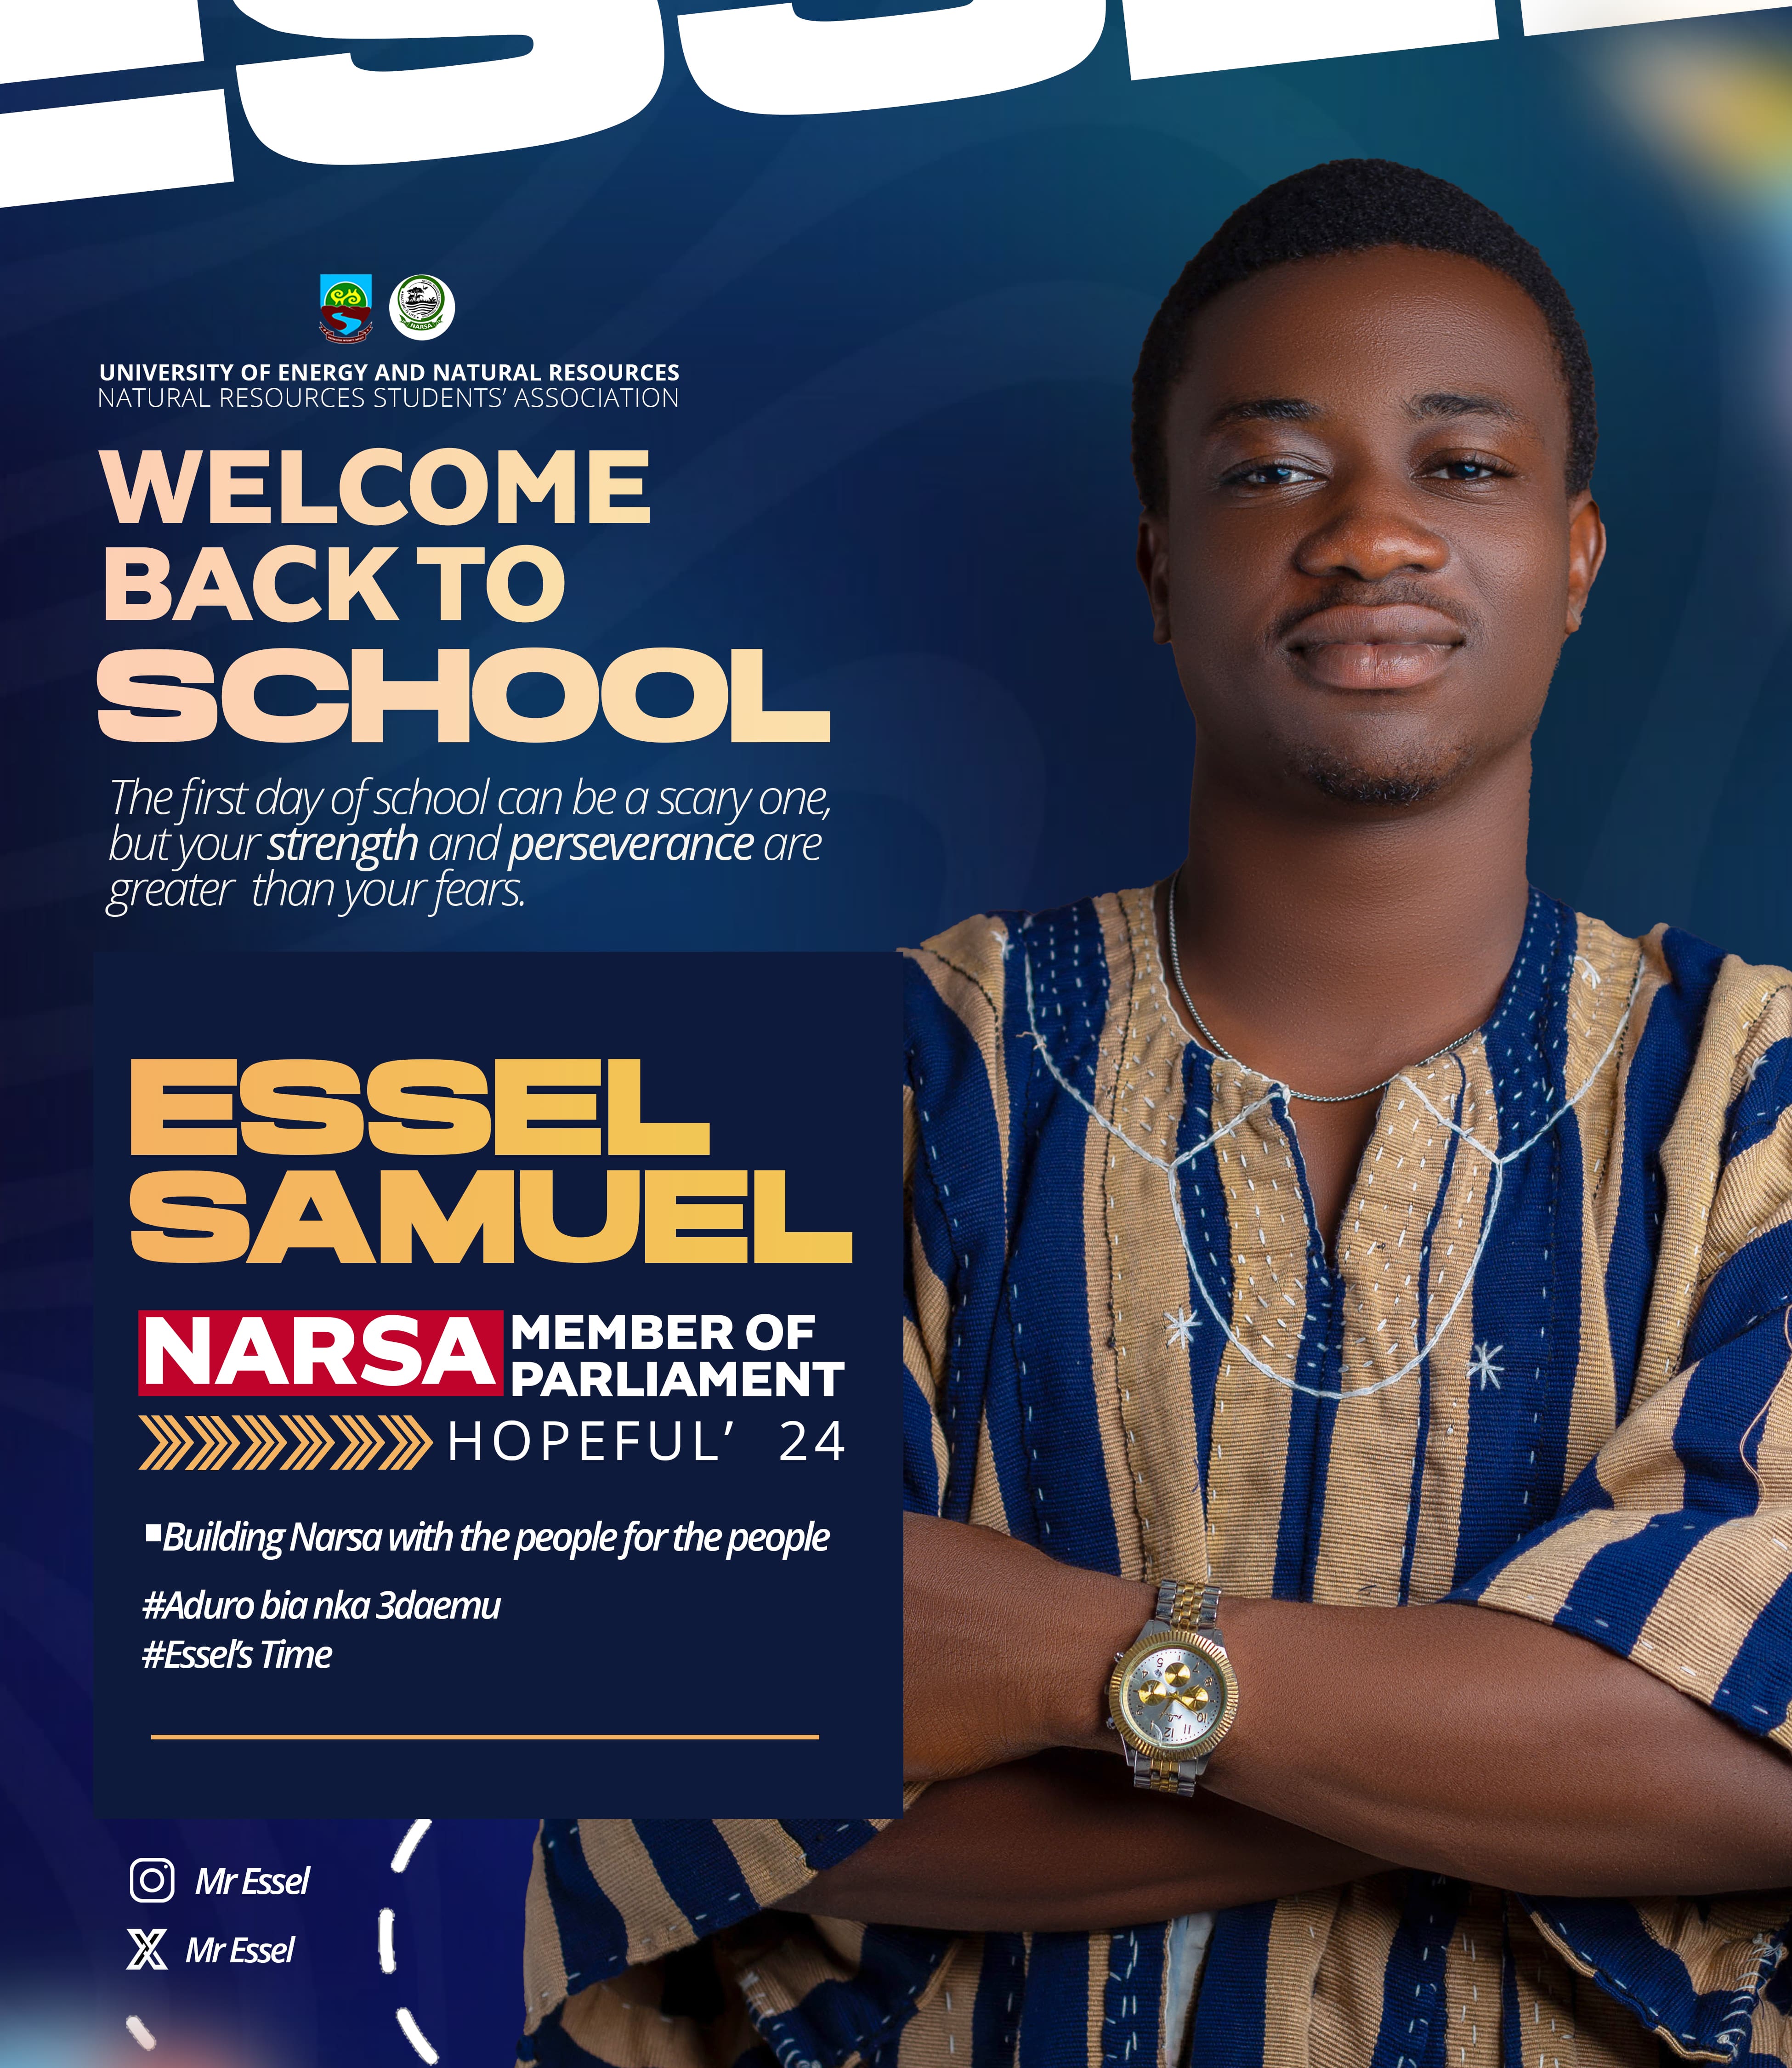 UNIVERSITY OF ENERGY AND NATURAL RESOURCES
NATURAL RESOURCES STUDENTS' ASSOCIATION
WELCOME
BACK TO
SCHOOL
The first day of school can be a scary one,
but your strength and perseverance are
greater than your fears.
ESSEL
SAMUEL
NARSA MEMBER OF
PARLIAMENT
HOPEFUL' 24
Building Narsa with the people for the people
#Aduro bia nka 3daemu
#Essel's Time
Mr Essel
Mr Essel